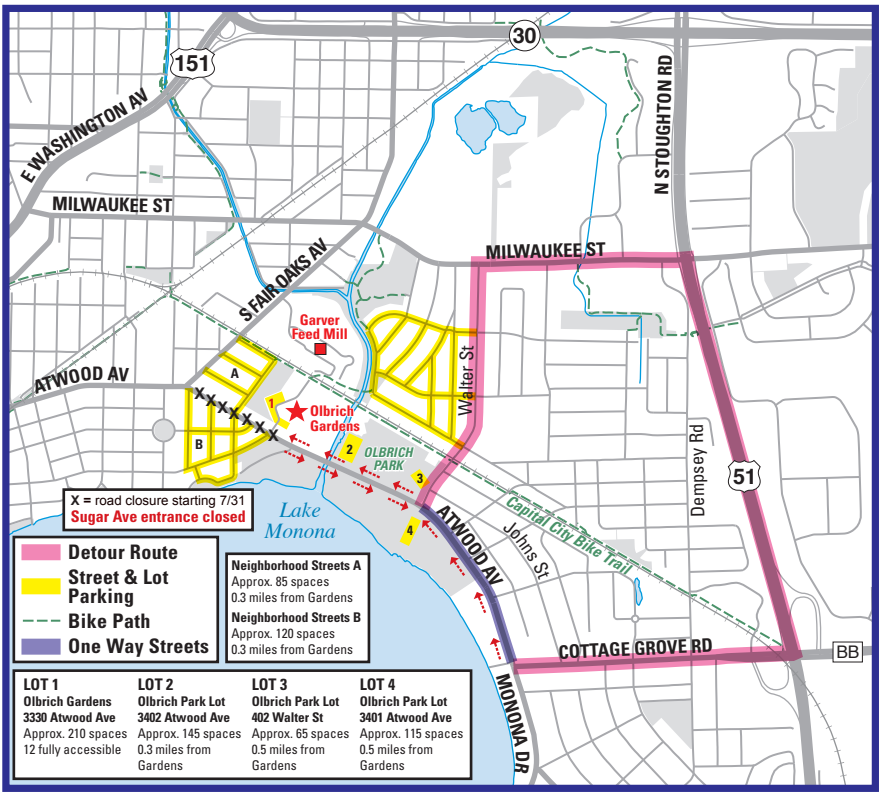 30
151
E WASHINGTON AV
N STOUGHTON RD
MILWAUKEE ST
MILWAUKEE ST
S FAIR OAKS AV
Garver
Feed Mill
ATWOOD AV
A
B
X X X X X X X
1
Olbrich
Gardens
2
OLBRICH
PARK
3
4
Walter St
Dempsey Rd
51
Capital City Bike Trail
Johns St
ATWOOD AV
COTTAGE GROVE RD
BB
MONONA DR
Lake
Monona
X = road closure starting 7/31
Sugar Ave entrance closed
Detour Route
Street & Lot
Parking
Bike Path
One Way Streets
Neighborhood Streets A
Approx. 85 spaces
0.3 miles from Gardens
Neighborhood Streets B
Approx. 120 spaces
0.3 miles from Gardens
LOT 1
Olbrich Gardens
3330 Atwood Ave
Approx. 210 spaces
12 fully accessible
LOT 2
Olbrich Park Lot
3402 Atwood Ave
Approx. 145 spaces
0.3 miles from
Gardens
LOT 3
Olbrich Park Lot
402 Walter St
Approx. 65 spaces
0.5 miles from
Gardens
LOT 4
Olbrich Park Lot
3401 Atwood Ave
Approx. 115 spaces
0.5 miles from
Gardens